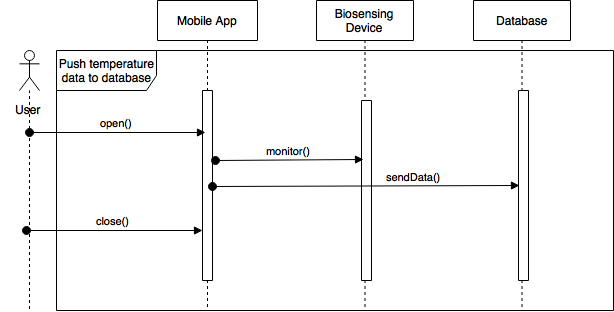 Mobile App
Biosensing
Device
Database
Push temperature
data to database
User
open()
monitor()
sendData()
close()